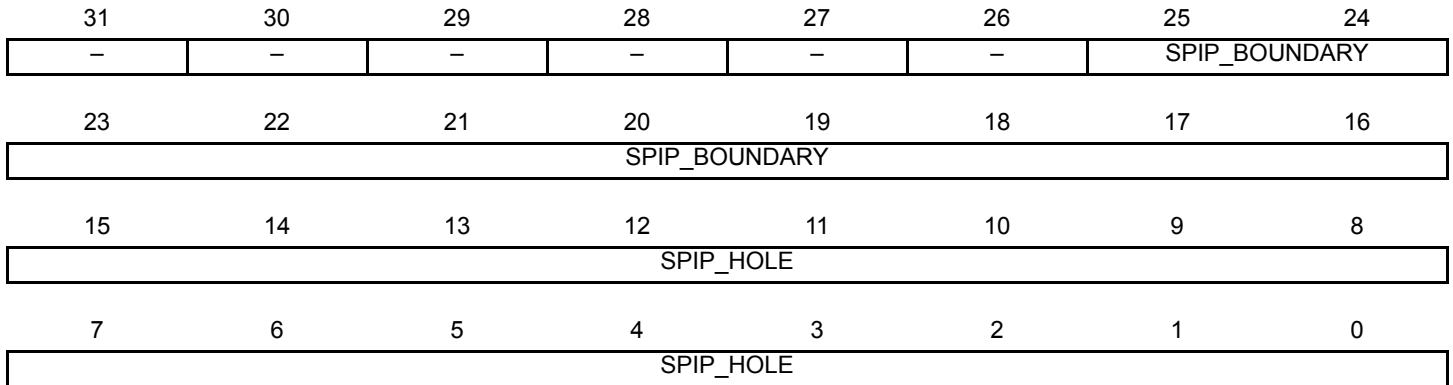 31 30 29 28 27 26 25 24
– – – – – – SPIP_BOUNDARY
23 22 21 20 19 18 17 16
SPIP_BOUNDARY
15 14 13 12 11 10 9 8
SPIP_HOLE
7 6 5 4 3 2 1 0
SPIP_HOLE